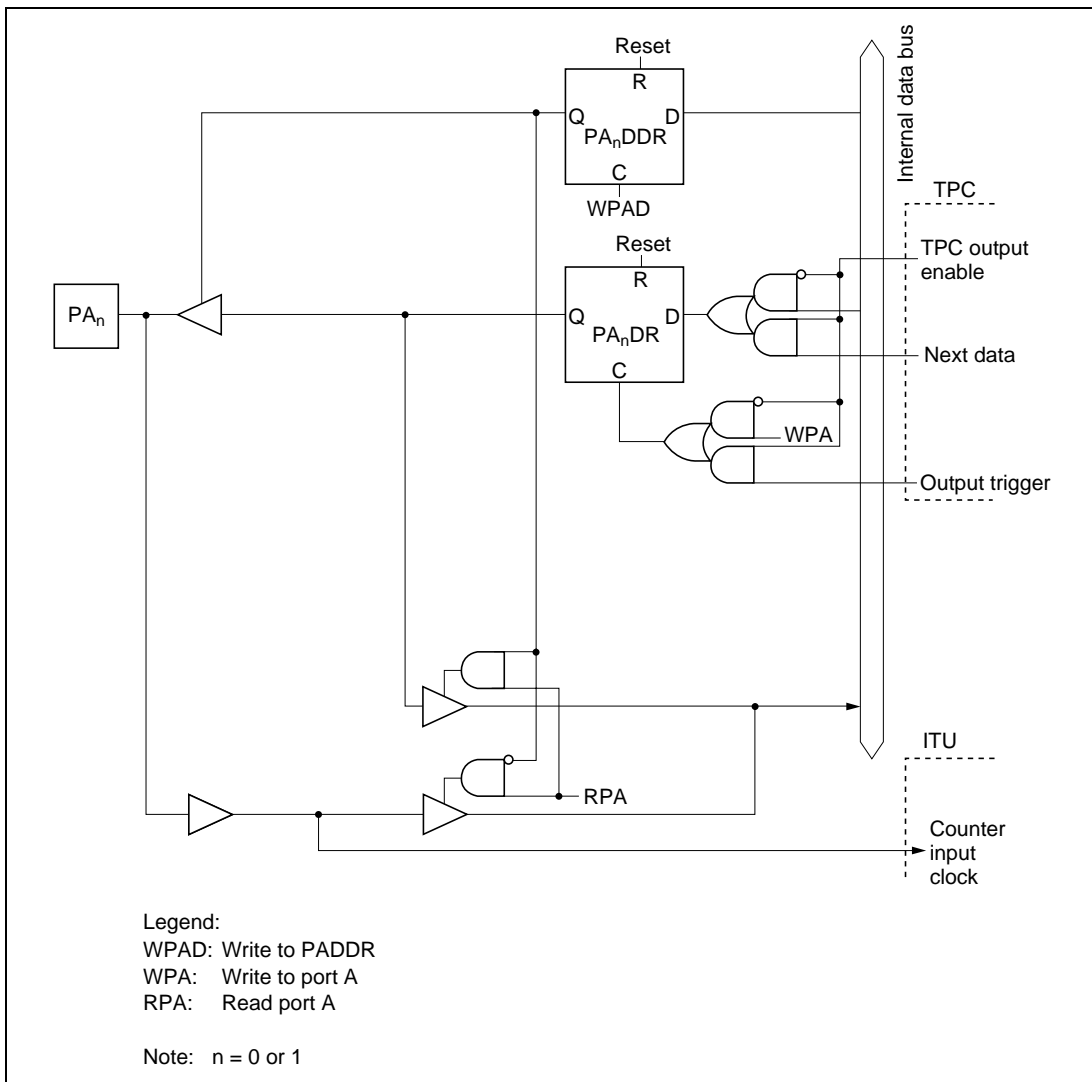 Reset
R
Q
D
PAnDDR
C
WPAD
Internal data bus
TPC
Reset
R
TPC output
enable
PAn
Q
D
PAnDR
C
Next data
WPA
Output trigger
RPA
ITU
Counter
input
clock
Legend:
WPAD: Write to PADDR
WPA: Write to port A
RPA: Read port A
Note: n = 0 or 1